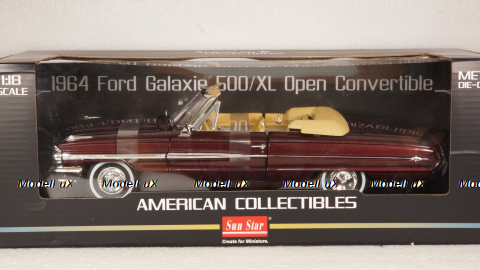 1:18
SCALE
1964 Ford Galaxie 500/XL Open Convertible
MET
DIE-C
Model uX Model uX Model uX Model uX Model uX Model
AMERICAN COLLECTIBLES
Sun Star
Create for Miniature.